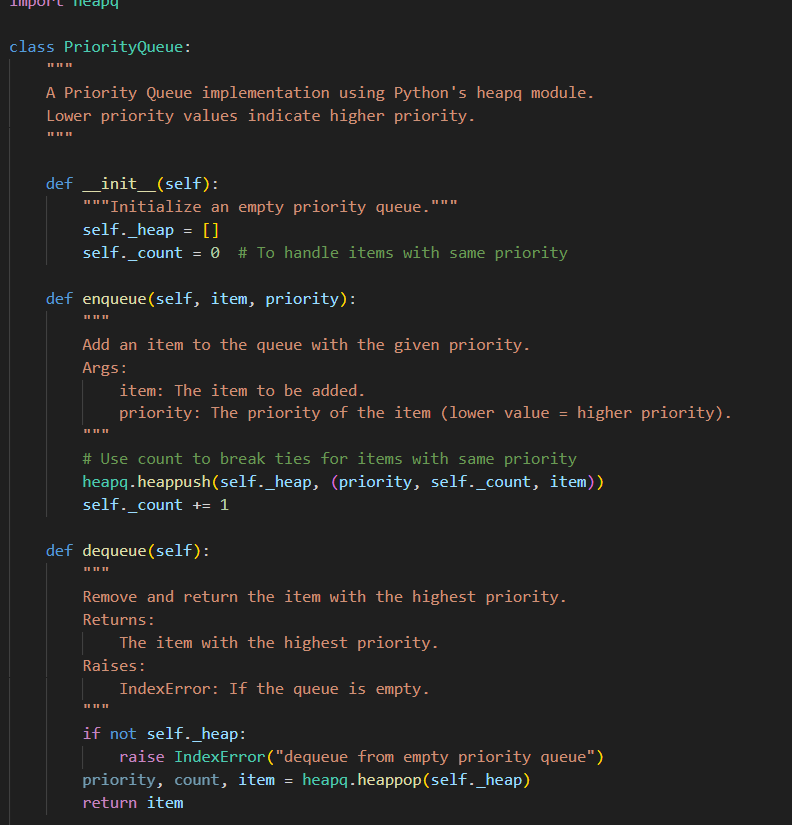 import heapq
class PriorityQueue:
    """
    A Priority Queue implementation using Python's heapq module.
    Lower priority values indicate higher priority.
    """
    def __init__(self):
        """Initialize an empty priority queue."""
        self._heap = []
        self._count = 0  # To handle items with same priority
    def enqueue(self, item, priority):
        """
        Add an item to the queue with the given priority.
        Args:
            item: The item to be added.
            priority: The priority of the item (lower value = higher priority).
        """
        # Use count to break ties for items with same priority
        heapq.heappush(self._heap, (priority, self._count, item))
        self._count += 1
    def dequeue(self):
        """
        Remove and return the item with the highest priority.
        Returns:
            The item with the highest priority.
        Raises:
            IndexError: If the queue is empty.
        """
        if not self._heap:
            raise IndexError("dequeue from empty priority queue")
        priority, count, item = heapq.heappop(self._heap)
        return item